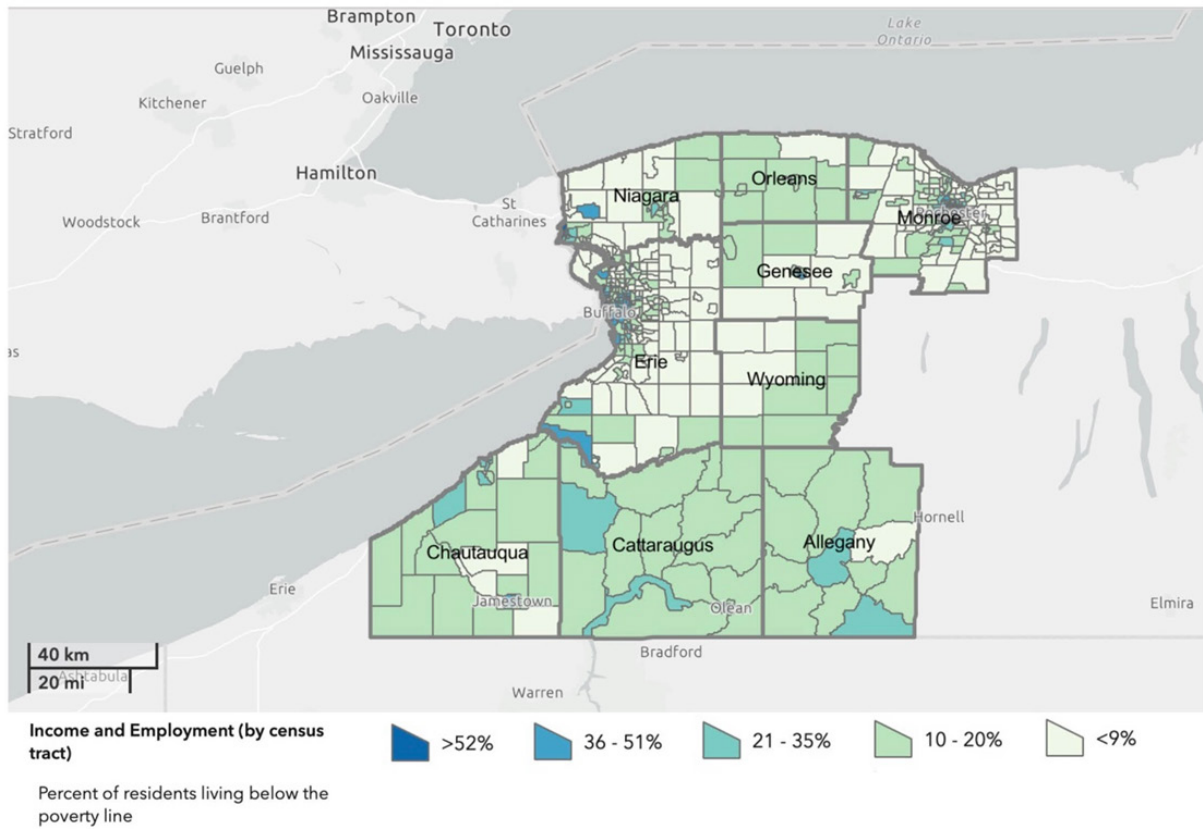 Brampton
Toronto
Mississauga
Lake
Ontario
Guelph
Kitchener
Oakville
Stratford
Hamilton
St
Catharines
Woodstock
Brantford
Niagara
Orleans
Monroe
Genesee
Buffalo
as
Erie
Wyoming
Hornell
Chautauqua
Cattaraugus
Allegany
Erie
Jamestown
Olean
Elmira
Bradford
40 km
20 mi
Ashtabula
Warren
Income and Employment (by census
tract)
>52%
36 - 51%
21 - 35%
10 - 20%
<9%
Percent of residents living below the
poverty line